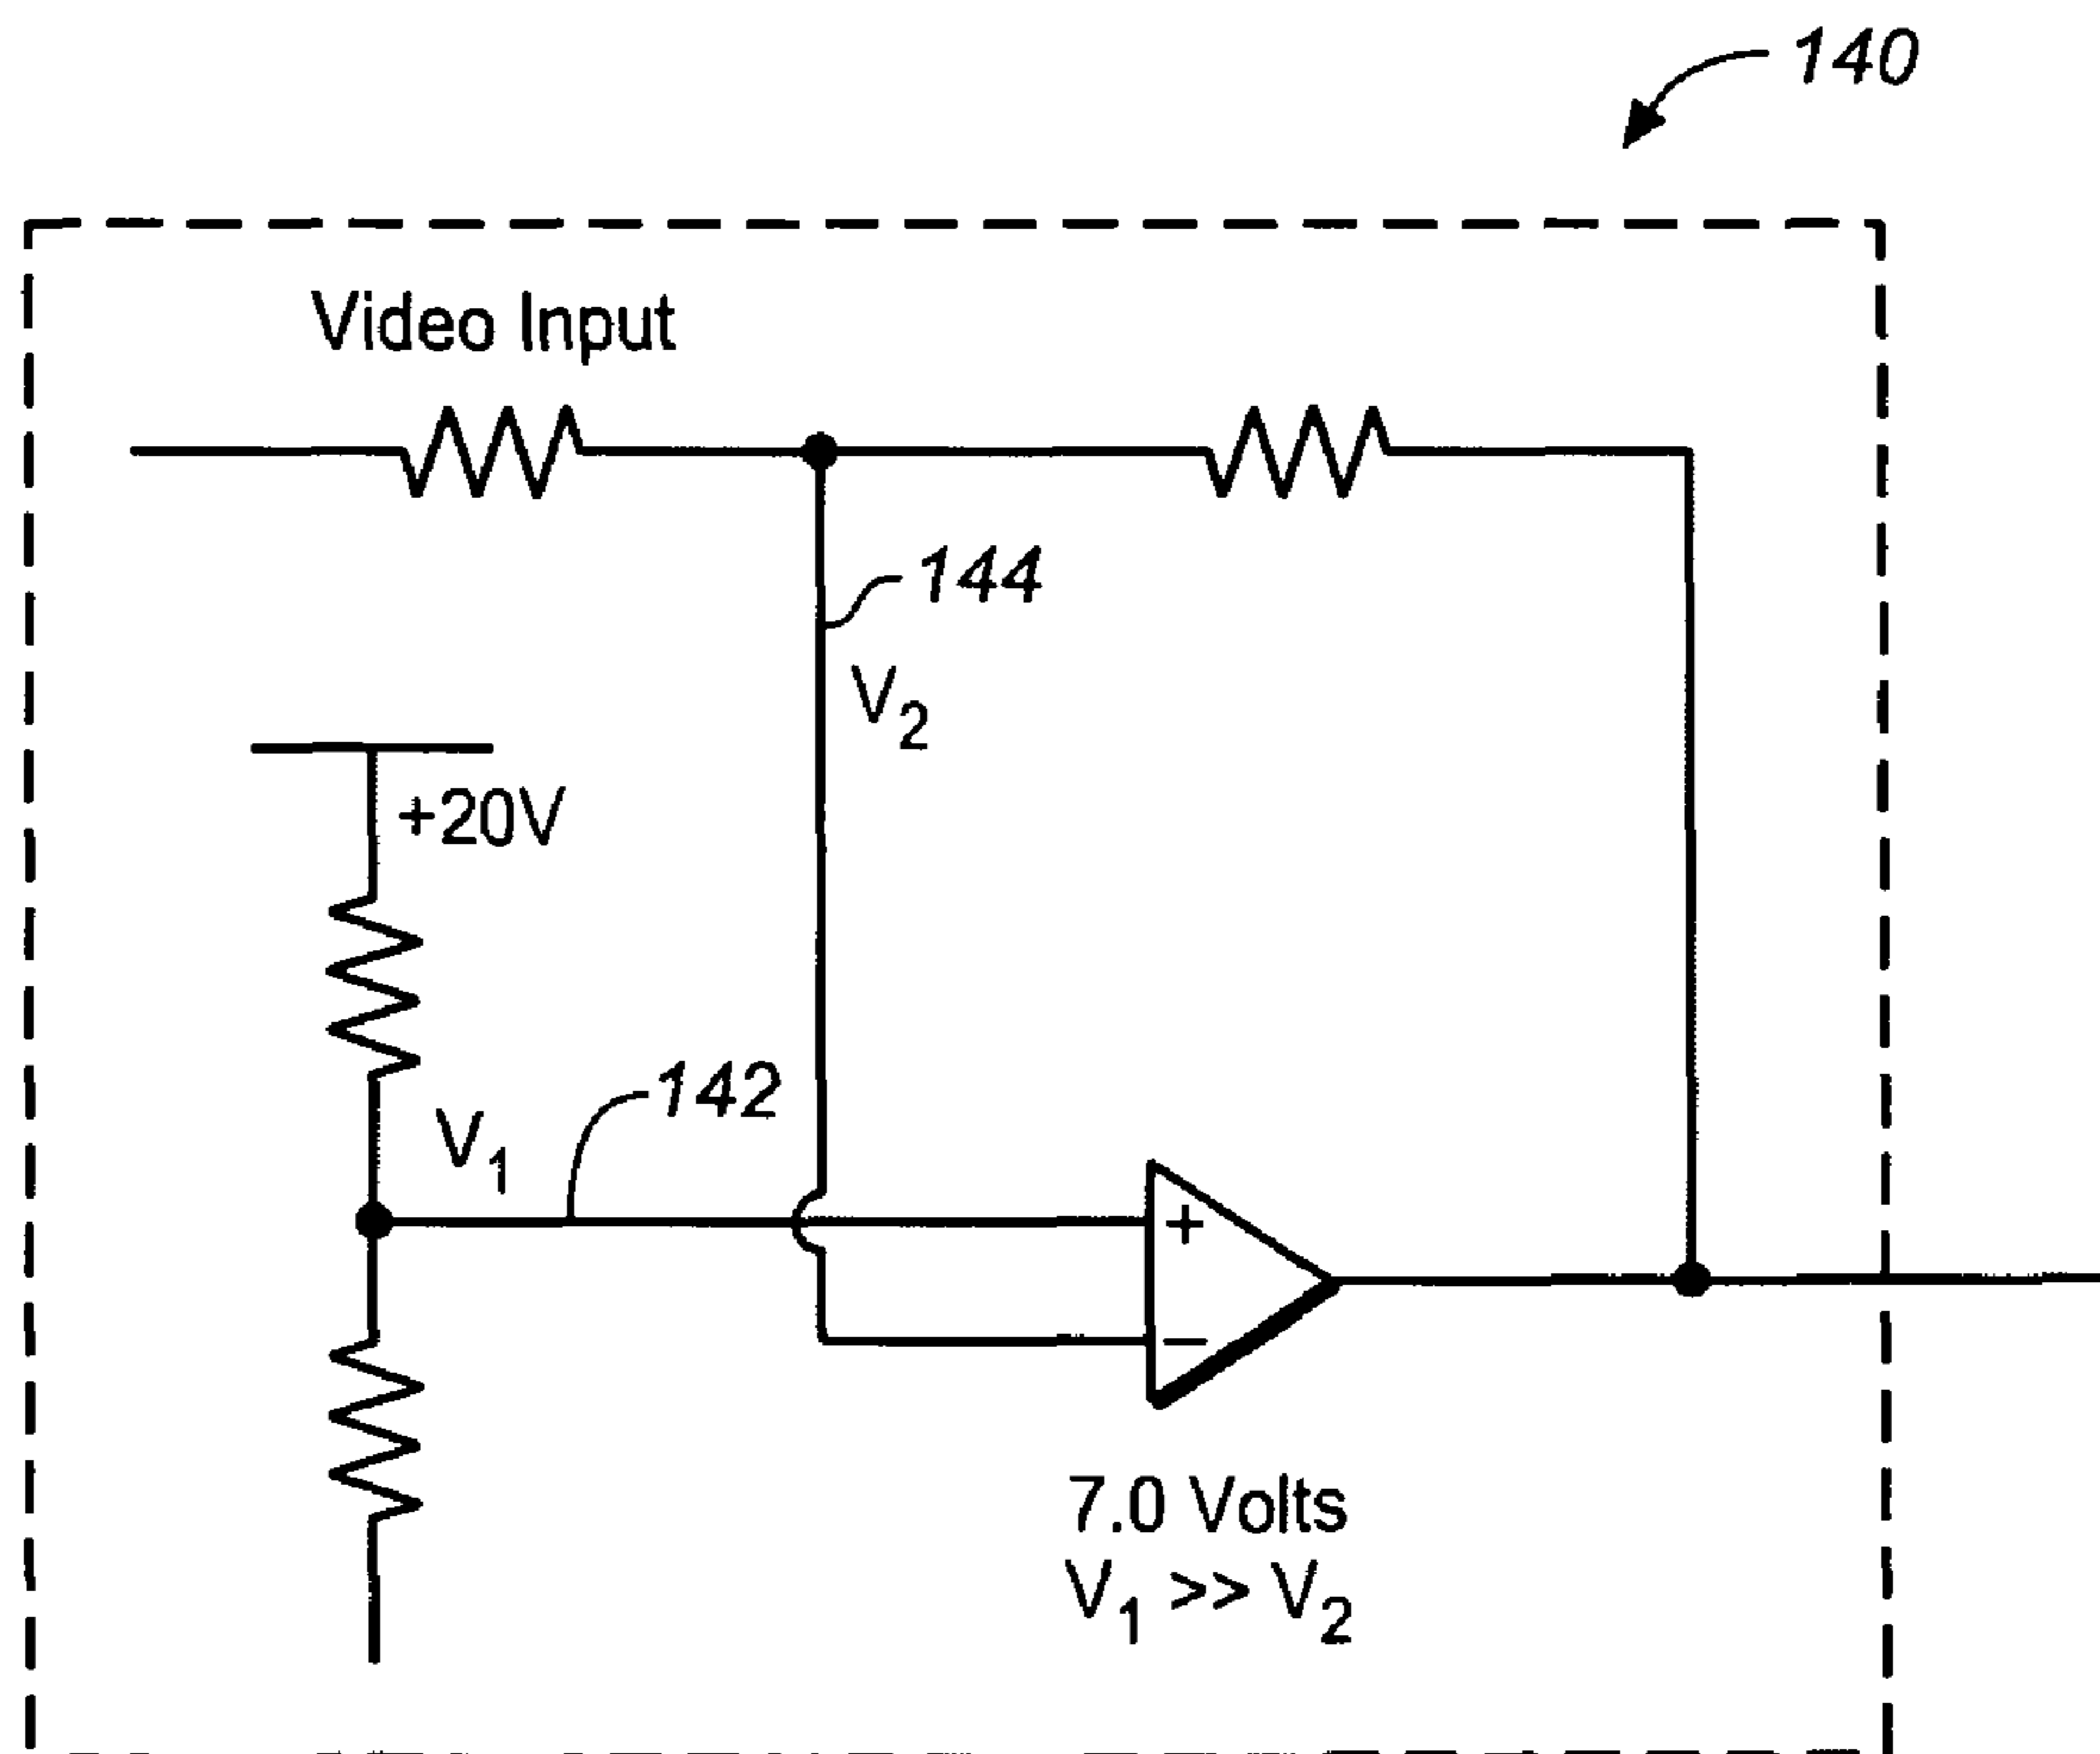 140
Video Input
144
V₂
+20V
142
V₁
+
−
7.0 Volts
V₁ >> V₂